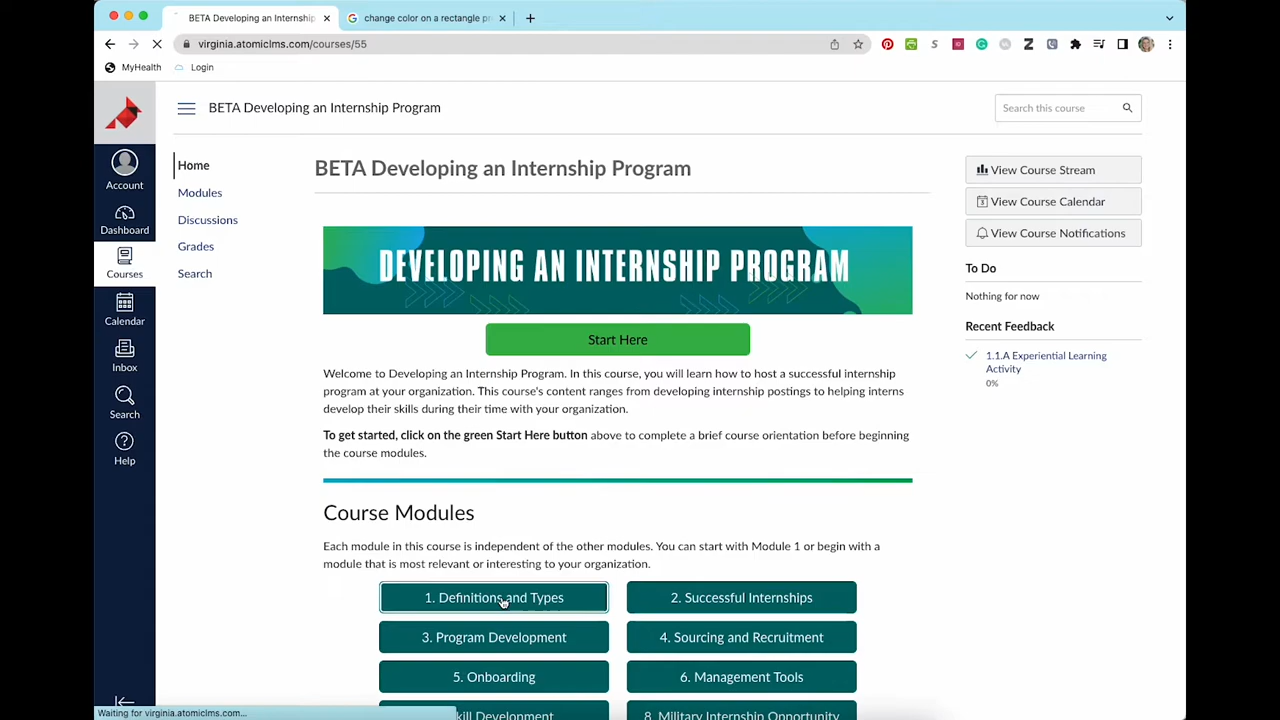 BETA Developing an Internship
change color on a rectangle pr
virginia.atomiclms.com/courses/55
MyHealth
Login
BETA Developing an Internship Program
Search this course
Account
Dashboard
Courses
Calendar
Inbox
Search
Help
Home
Modules
Discussions
Grades
Search
BETA Developing an Internship Program
DEVELOPING AN INTERNSHIP PROGRAM
Start Here
Welcome to Developing an Internship Program. In this course, you will learn how to host a successful internship
program at your organization. This course's content ranges from developing internship postings to helping interns
develop their skills during their time with your organization.
To get started, click on the green Start Here button above to complete a brief course orientation before beginning
the course modules.
Course Modules
Each module in this course is independent of the other modules. You can start with Module 1 or begin with a
module that is most relevant or interesting to your organization.
1. Definitions and Types
2. Successful Internships
3. Program Development
4. Sourcing and Recruitment
5. Onboarding
6. Management Tools
kill Development
8. Military Internship Opportunity
View Course Stream
View Course Calendar
View Course Notifications
To Do
Nothing for now
Recent Feedback
1.1.A Experiential Learning
Activity
0%
Waiting for virginia.atomiclms.com...